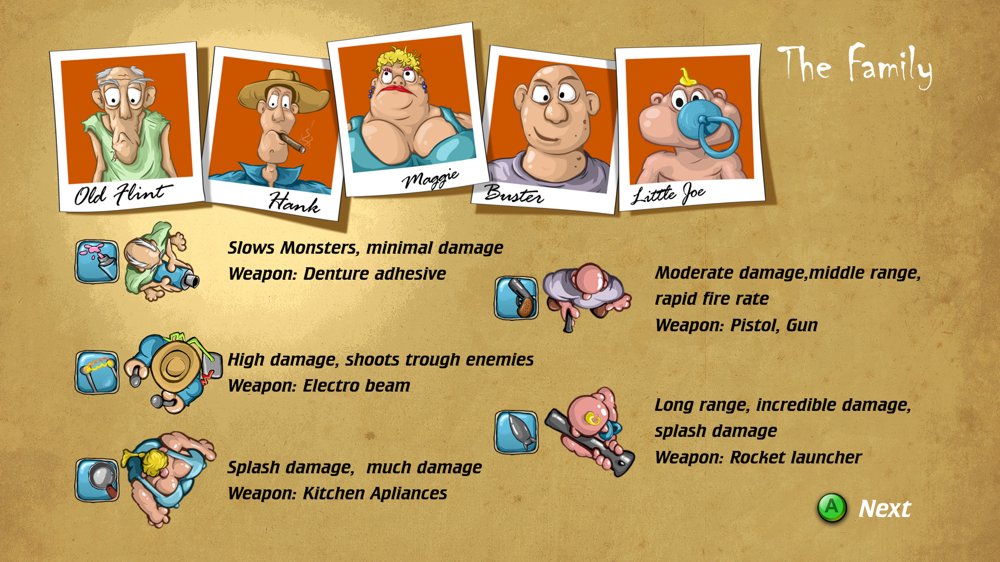 The Family
Old Flint
Hank
Maggie
Buster
Little Joe
Slows Monsters, minimal damage
Weapon: Denture adhesive
High damage, shoots trough enemies
Weapon: Electro beam
Splash damage, much damage
Weapon: Kitchen Apliances
Moderate damage,middle range,
rapid fire rate
Weapon: Pistol, Gun
Long range, incredible damage,
splash damage
Weapon: Rocket launcher
A Next